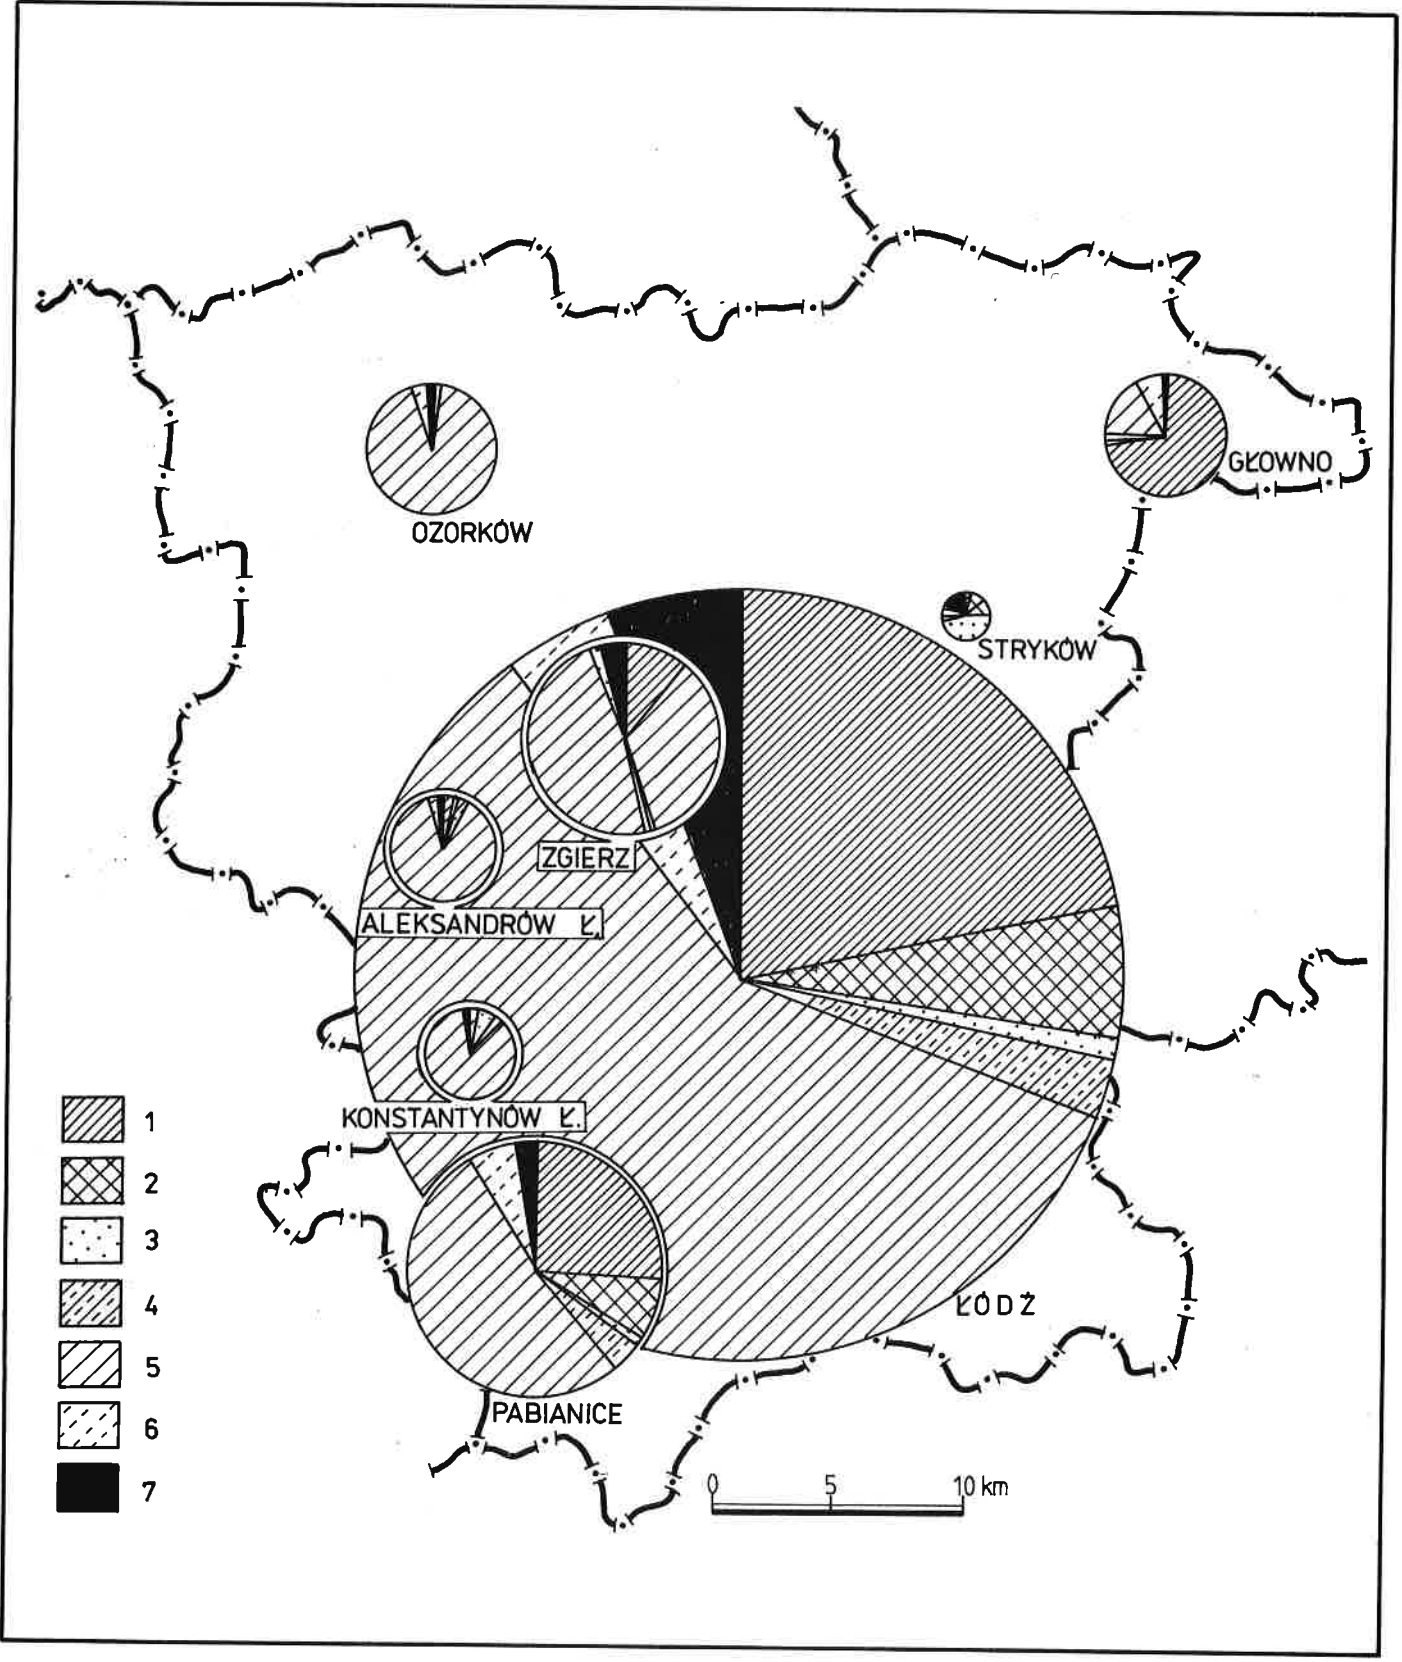 OZORKÓW
GŁOWNO
STRYKÓW
ZGIERZ
ALEKSANDRÓW Ł.
KONSTANTYNÓW Ł.
1
2
3
4
5
6
7
ŁÓDŹ
PABIANICE
0 5 10 km